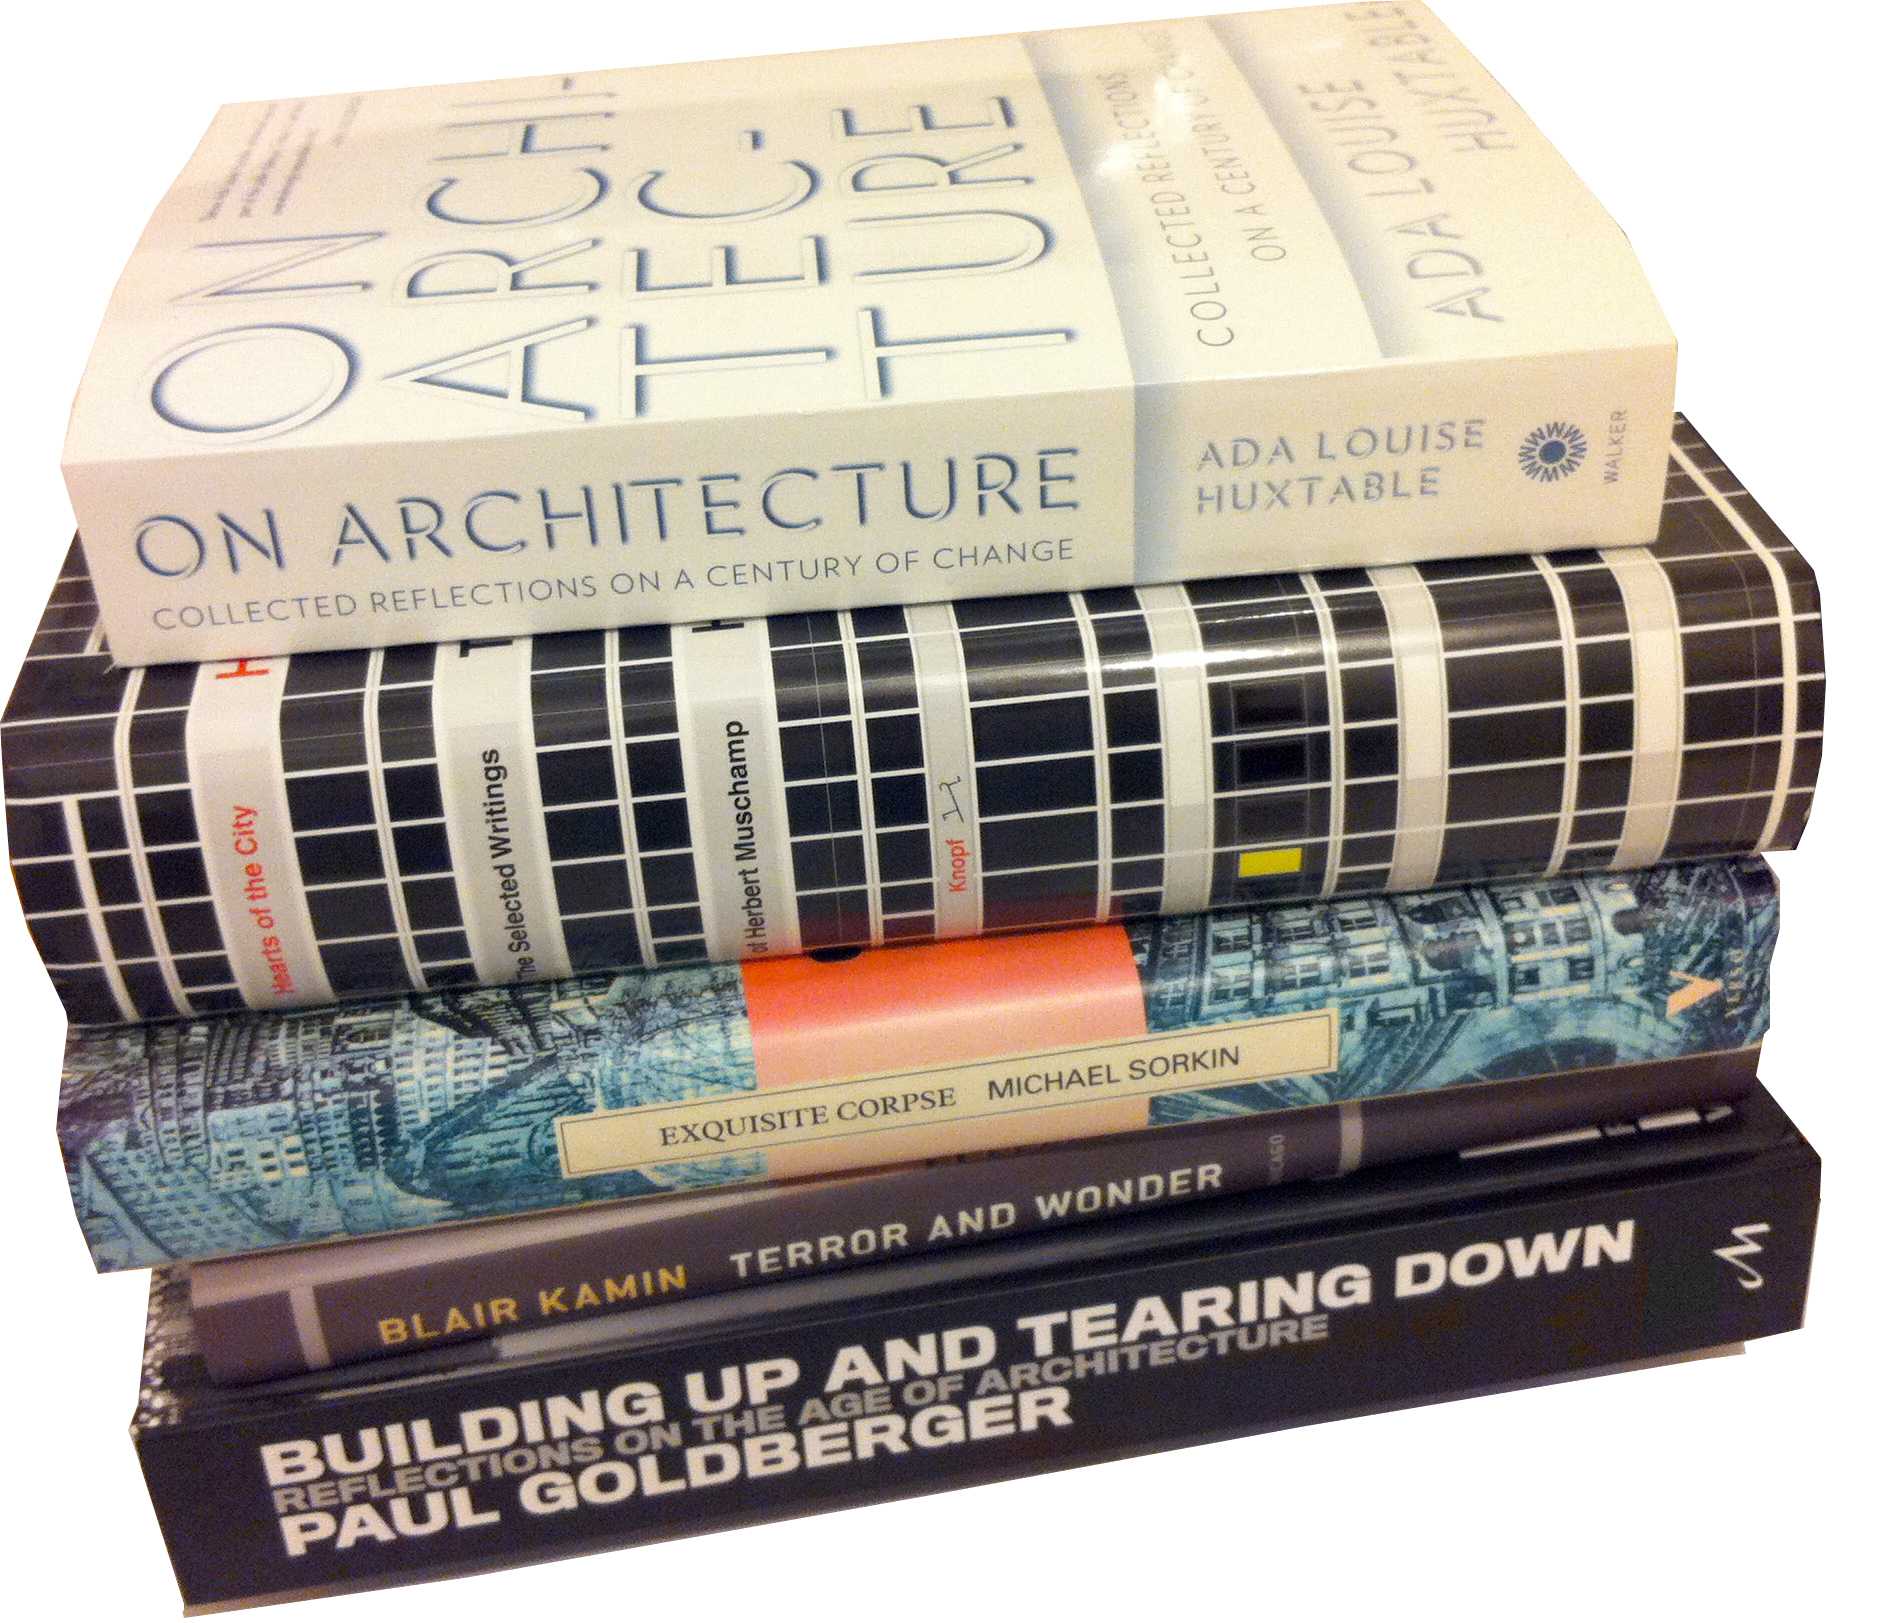 ON
ARCHI-
TEC-
TURE
COLLECTED REFLECTIONS
ON A CENTURY OF CHANGE
ADA LOUISE
HUXTABLE
ON ARCHITECTURE
COLLECTED REFLECTIONS ON A CENTURY OF CHANGE
ADA LOUISE
HUXTABLE
WALKER
H
T
H
Hearts of the City
The Selected Writings
of Herbert Muschamp
Knopf
EXQUISITE CORPSE MICHAEL SORKIN
V
VERSO
BLAIR KAMIN TERROR AND WONDER
CHICAGO
BUILDING UP AND TEARING DOWN
REFLECTIONS ON THE AGE OF ARCHITECTURE
PAUL GOLDBERGER
M